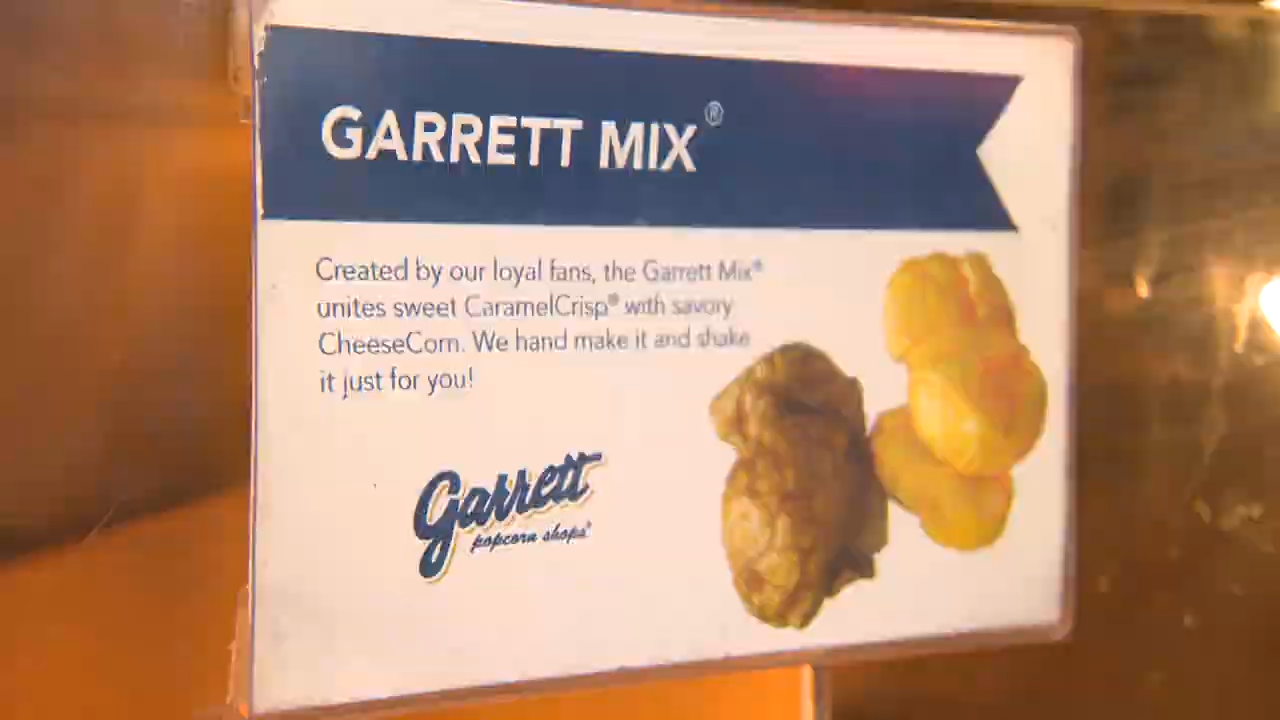 GARRETT MIX®
Created by our loyal fans, the Garrett Mix®
unites sweet CaramelCrisp® with savory
CheeseCorn. We hand make it and shake
it just for you!
Garrett
popcorn shops®